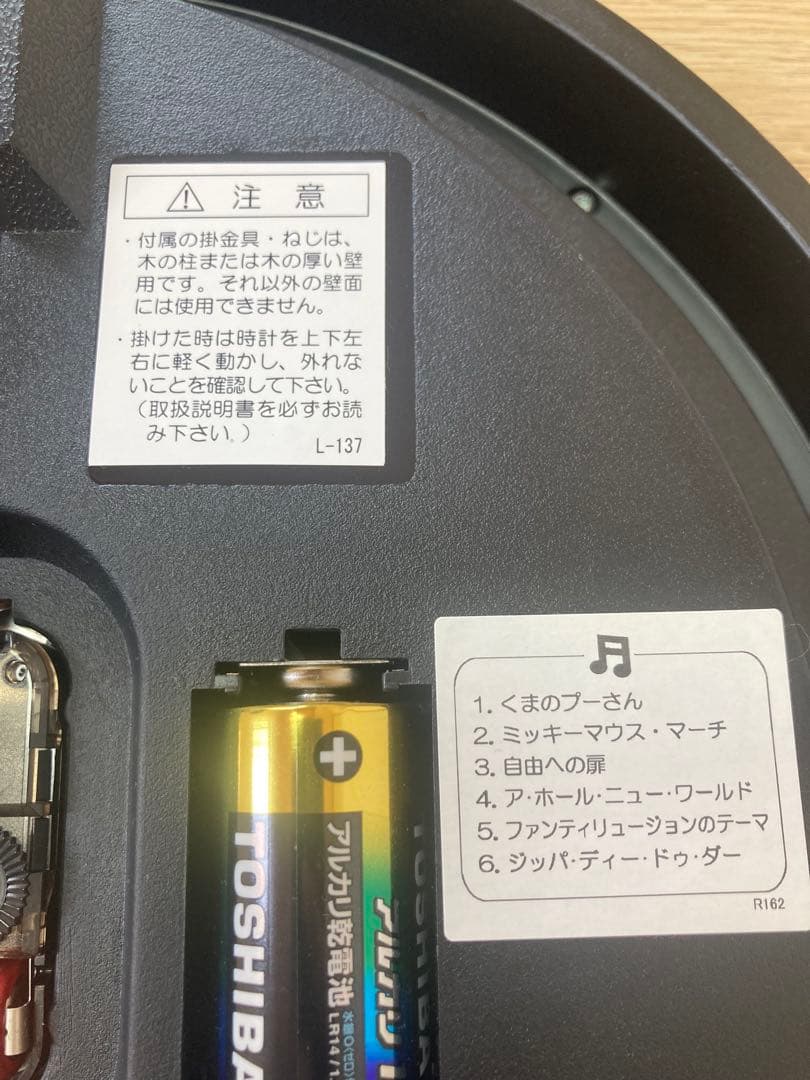 注 意
・付属の掛金具・ねじは、
木の柱または木の厚い壁
用です。それ以外の壁面
には使用できません。
・掛けた時は時計を上下左
右に軽く動かし、外れな
いことを確認して下さい。
（取扱説明書を必ずお読
み下さい。）
L-137
1. くまのプーさん
2. ミッキーマウス・マーチ
3. 自由への扉
4. ア・ホール・ニュー・ワールド
5. ファンティリュージョンのテーマ
6. ジッパ・ディー・ドゥ・ダー
R162
+
TOSHIBA
アルカリ乾電池
LR14/1.
アルカリ
TOSHIBA